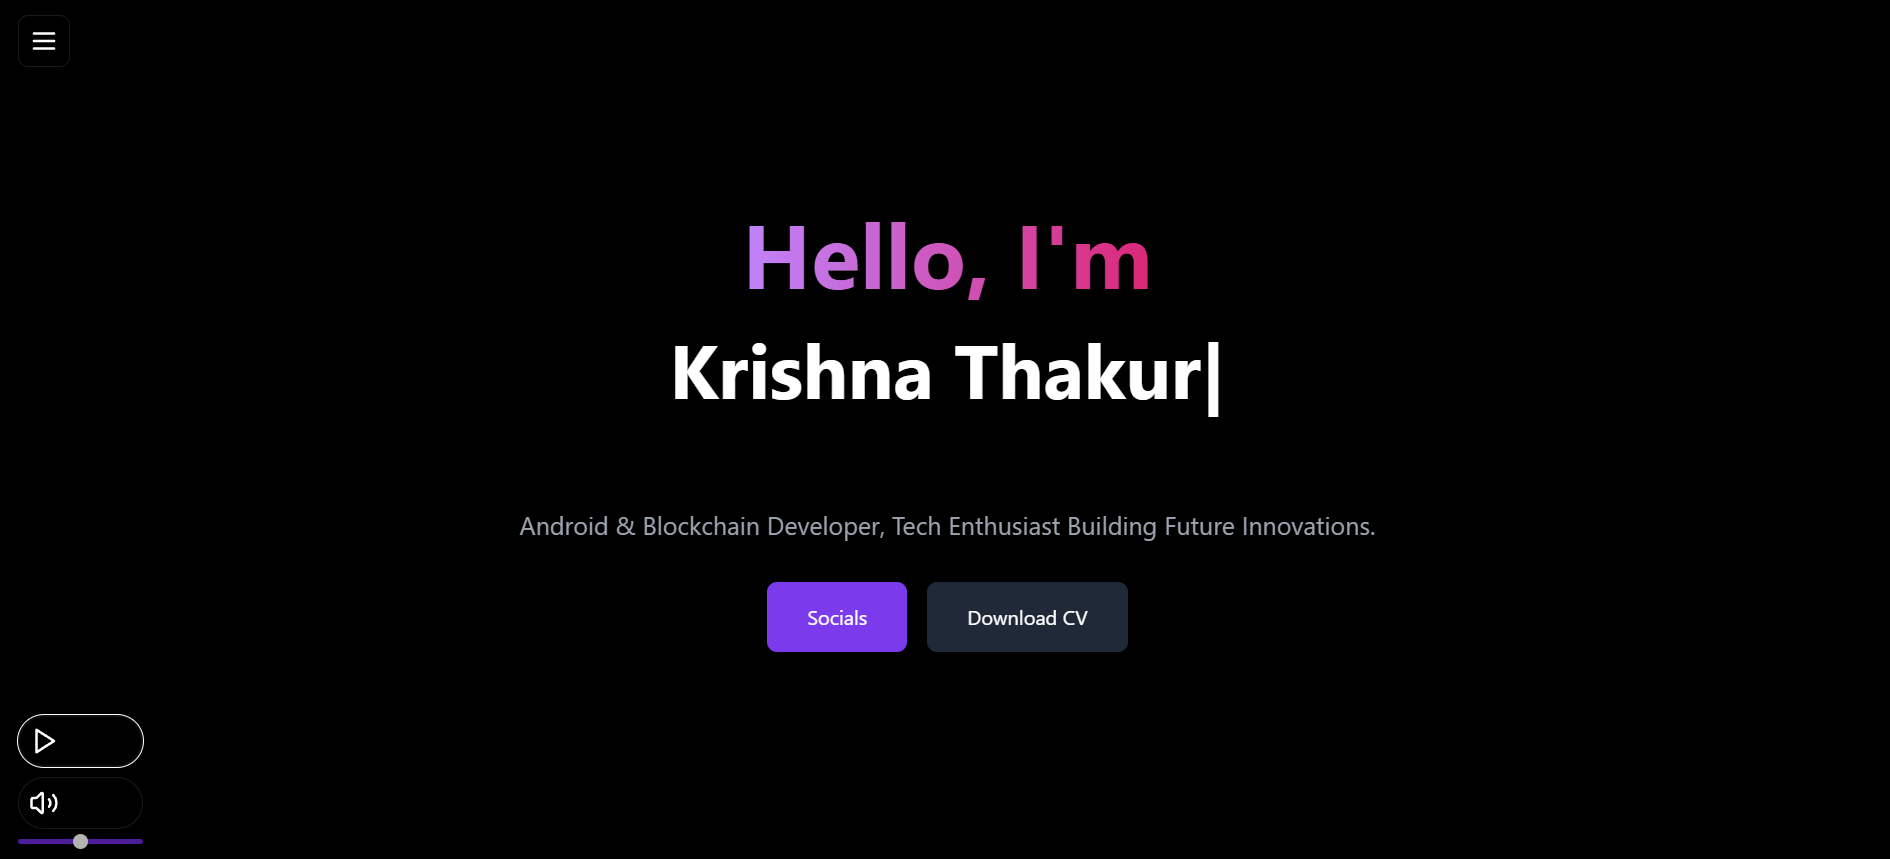 Hello, I'm
Krishna Thakur|
Android & Blockchain Developer, Tech Enthusiast Building Future Innovations.
Socials
Download CV